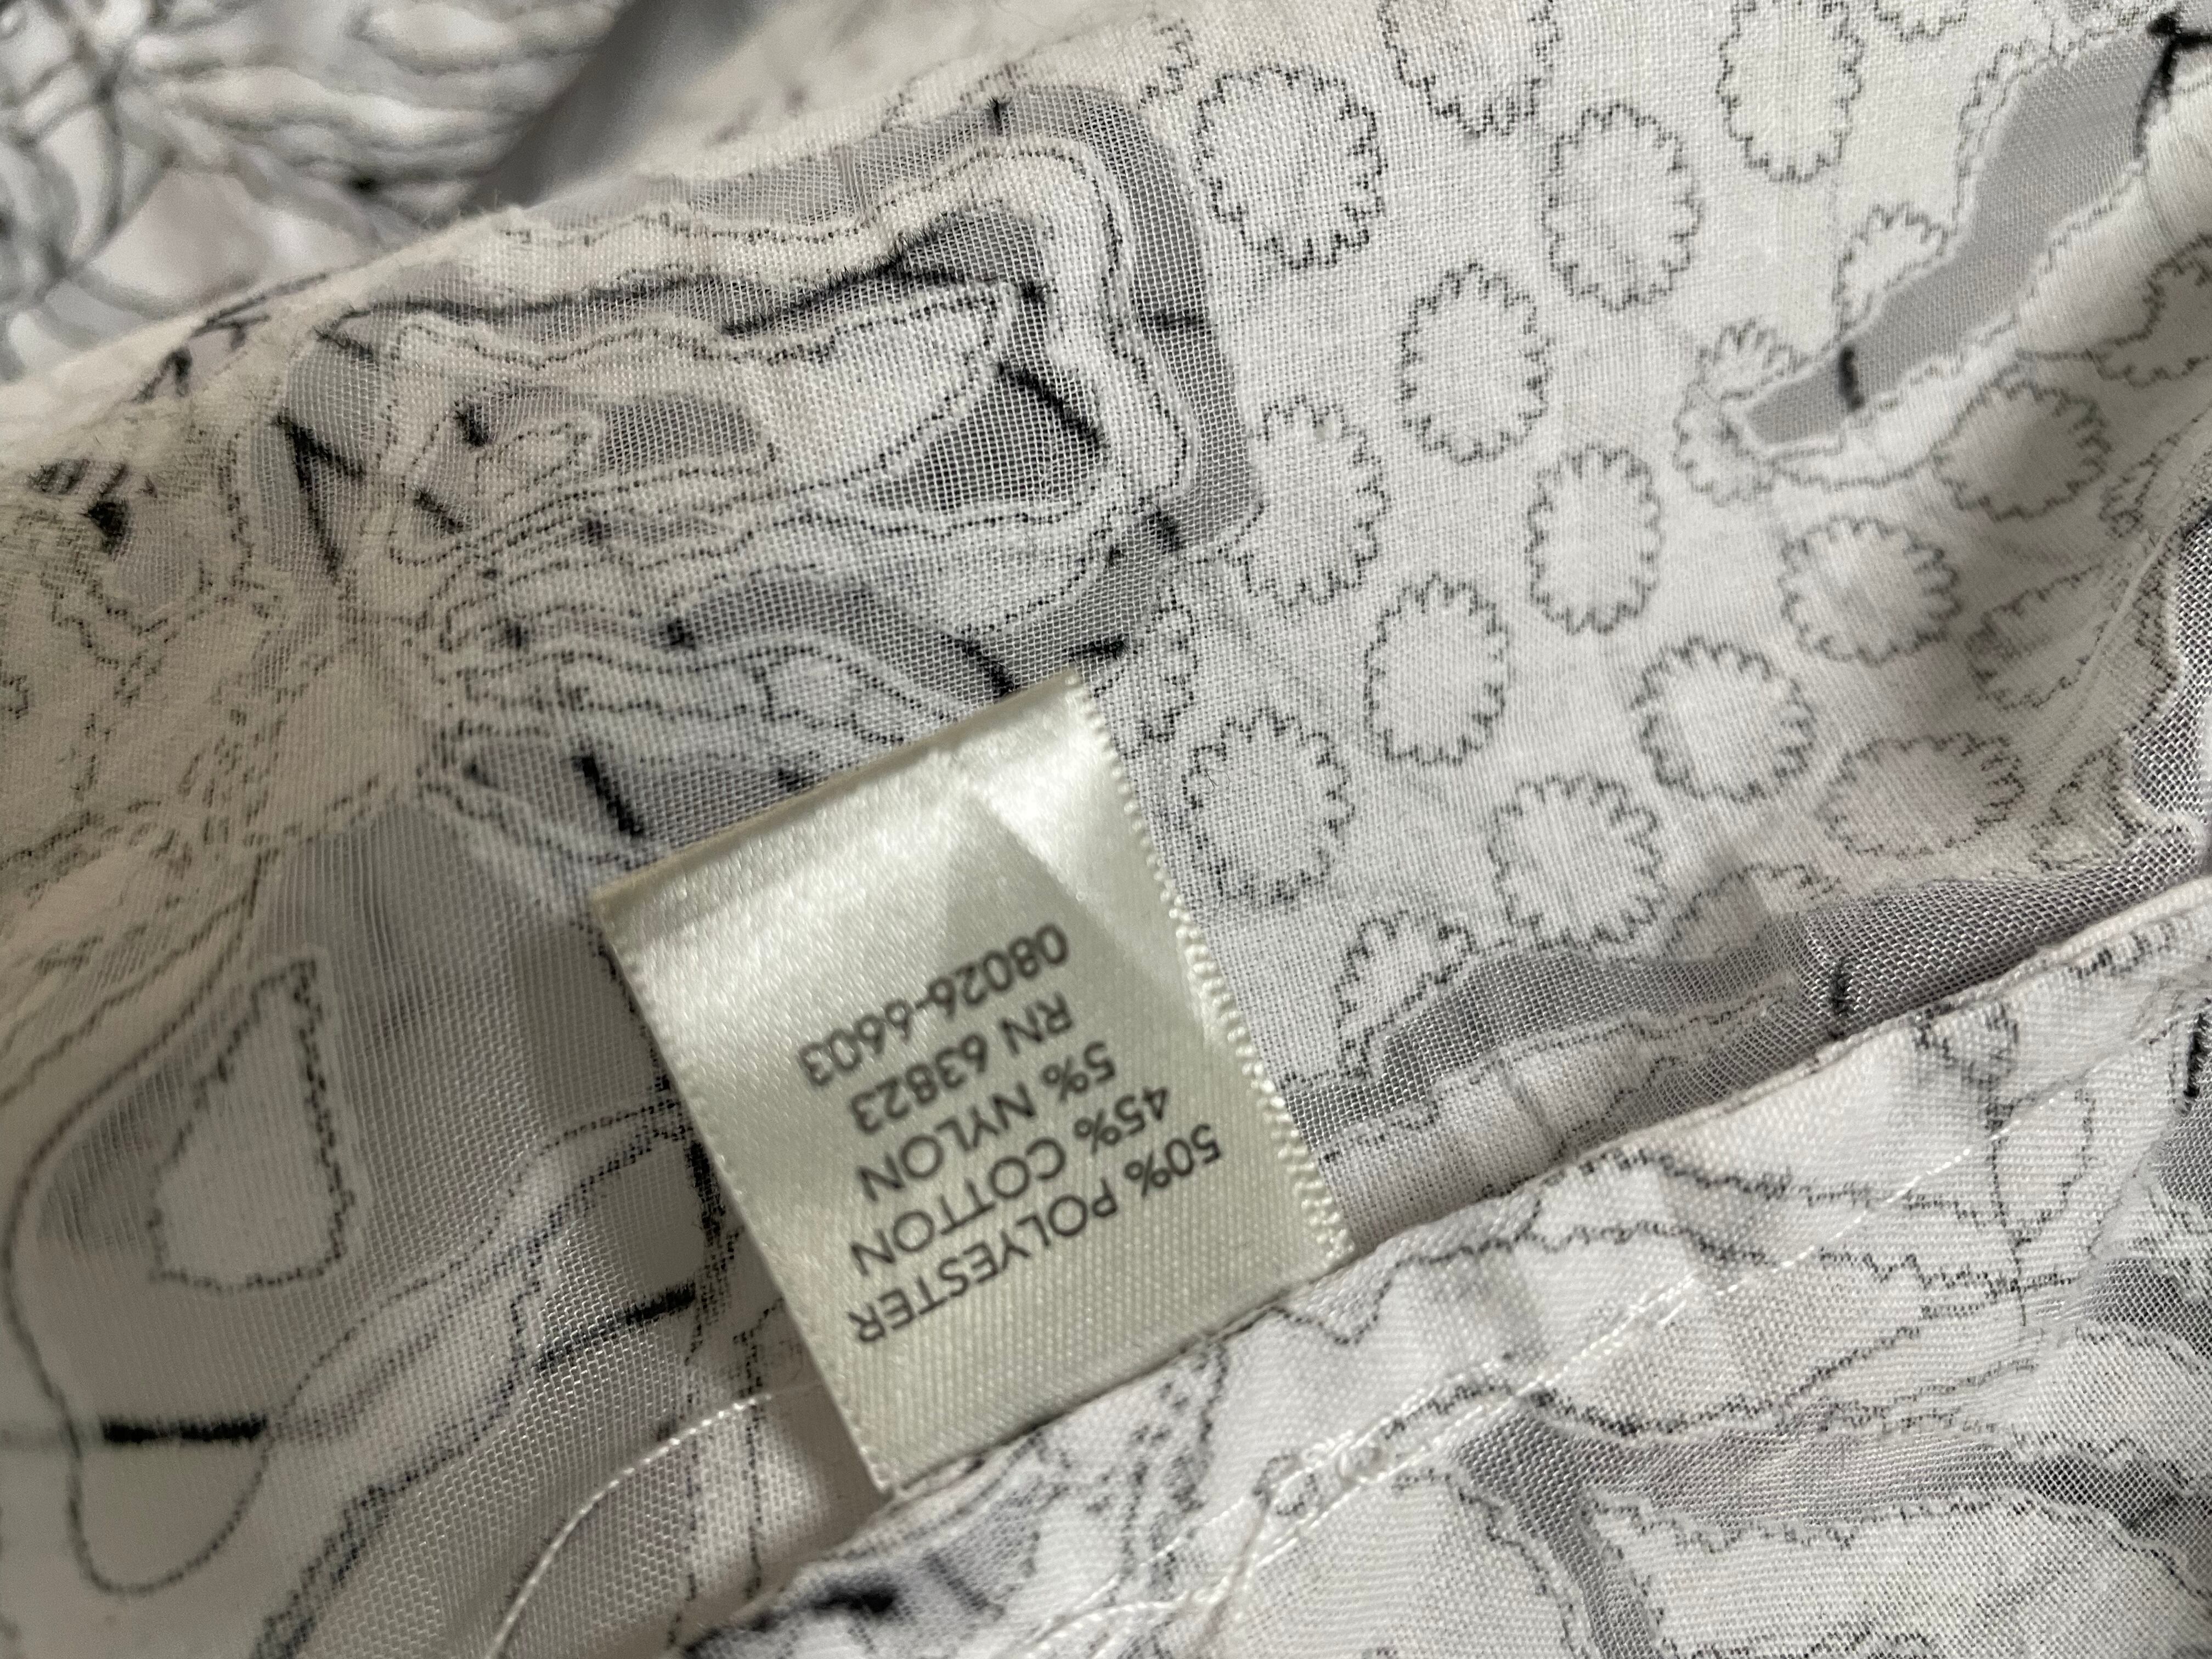 50% POLYESTER
45% COTTON
5% NYLON
RN 63823
08026-6603